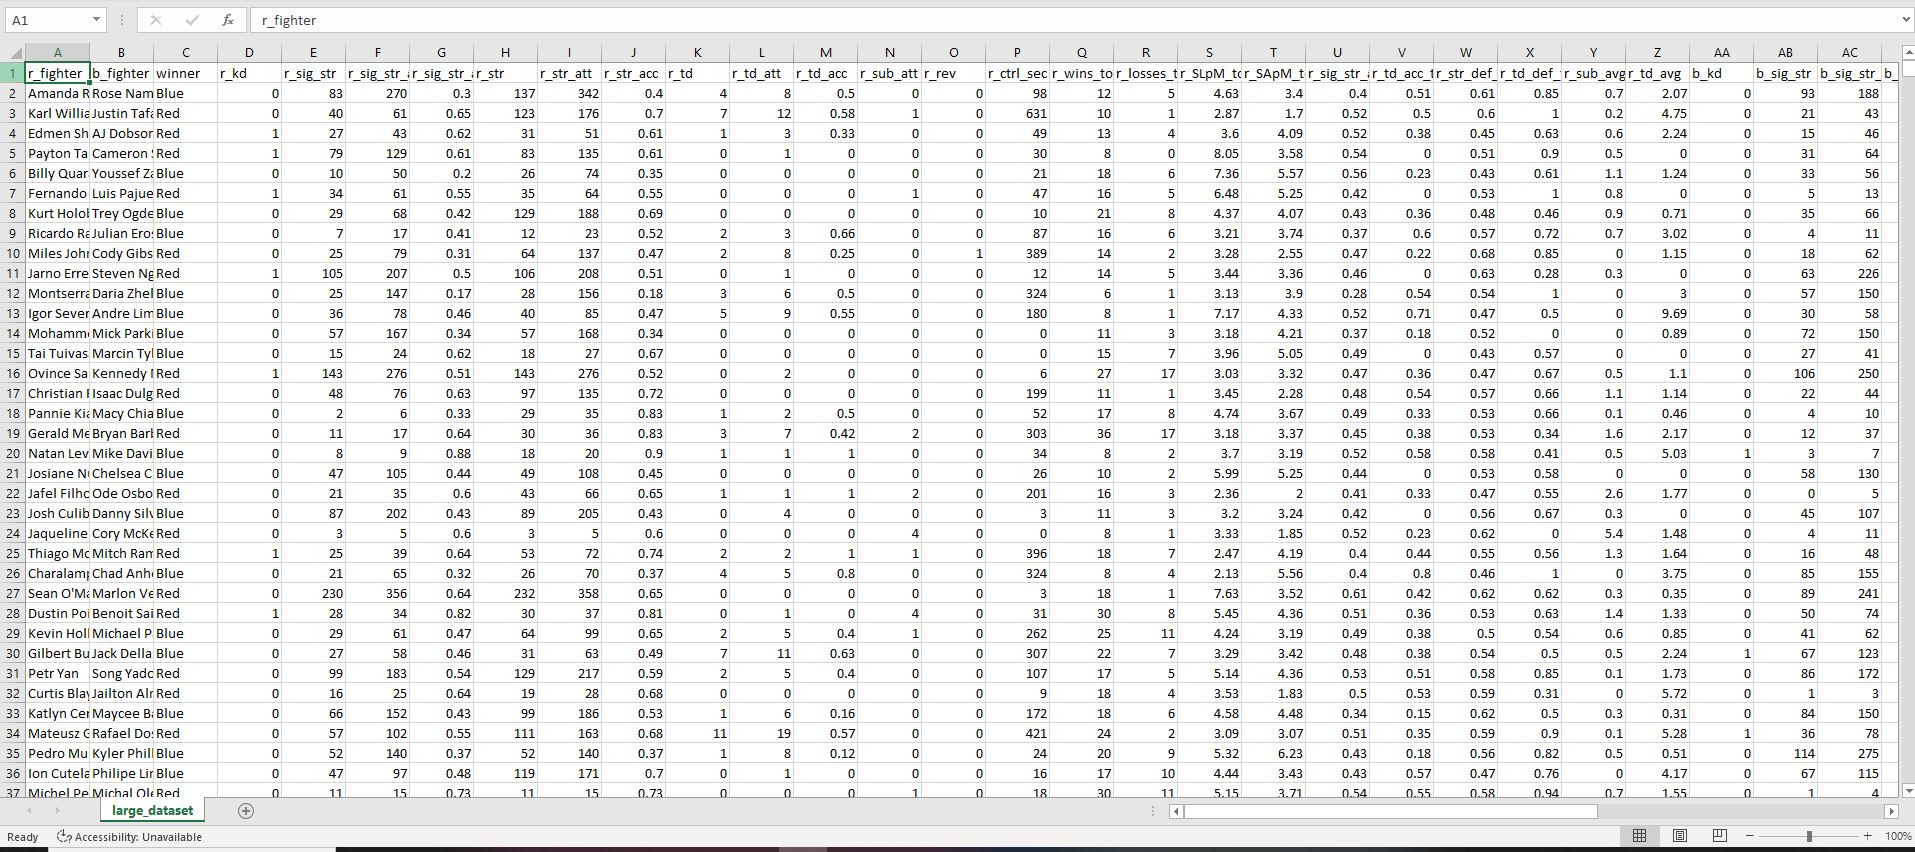 A1 fx r_fighter
A B C D E F G H I J K L M N O P Q R S T U V W X Y Z AA AB AC
1 r_fighter b_fighter winner r_kd r_sig_str r_sig_str_ r_sig_str_ r_str r_str_att r_str_acc r_td r_td_att r_td_acc r_sub_att r_rev r_ctrl_sec r_wins_to r_losses_t r_SLpM_to r_SApM_t r_sig_str_ r_td_acc_t r_str_def_ r_td_def_ r_sub_avg r_td_avg b_kd b_sig_str b_sig_str_ b_
2 Amanda R Rose Nam Blue 0 83 270 0.3 137 342 0.4 4 8 0.5 0 0 98 12 5 4.63 3.4 0.4 0.51 0.61 0.85 0.7 2.07 0 93 188
3 Karl Willia Justin Tafa Red 0 40 61 0.65 123 176 0.7 7 12 0.58 1 0 631 10 1 2.87 1.7 0.52 0.5 0.6 1 0.2 4.75 0 21 43
4 Edmen Sh AJ Dobson Red 1 27 43 0.62 31 51 0.61 1 3 0.33 0 0 49 13 4 3.6 4.09 0.52 0.38 0.45 0.63 0.6 2.24 0 15 46
5 Payton Ta Cameron Red 1 79 129 0.61 83 135 0.61 0 1 0 0 0 30 8 0 8.05 3.58 0.54 0 0.51 0.9 0.5 0 0 31 64
6 Billy Quar Youssef Za Blue 0 10 50 0.2 26 74 0.35 0 0 0 0 0 21 18 6 7.36 5.57 0.56 0.23 0.43 0.61 1.1 1.24 0 33 56
7 Fernando Luis Pajue Red 1 34 61 0.55 35 64 0.55 0 0 0 1 0 47 16 5 6.48 5.25 0.42 0 0.53 1 0.8 0 0 5 13
8 Kurt Holo Trey Ogde Blue 0 29 68 0.42 129 188 0.69 0 0 0 0 0 10 21 8 4.37 4.07 0.43 0.36 0.48 0.46 0.9 0.71 0 35 66
9 Ricardo Ra Julian Eros Blue 0 7 17 0.41 12 23 0.52 2 3 0.66 0 0 87 16 6 3.21 3.74 0.37 0.6 0.57 0.72 0.7 3.02 0 4 11
10 Miles John Cody Gibs Red 0 25 79 0.31 64 137 0.47 2 8 0.25 0 1 389 14 2 3.28 2.55 0.47 0.22 0.68 0.85 0 1.15 0 18 62
11 Jarno Erre Steven Ng Red 1 105 207 0.5 106 208 0.51 0 1 0 0 0 12 14 5 3.44 3.36 0.46 0 0.63 0.28 0.3 0 0 63 226
12 Montserra Daria Zhel Blue 0 25 147 0.17 28 156 0.18 3 6 0.5 0 0 324 6 1 3.13 3.9 0.28 0.54 0.54 1 0 3 0 57 150
13 Igor Sever Andre Lim Blue 0 36 78 0.46 40 85 0.47 5 9 0.55 0 0 180 8 1 7.17 4.33 0.52 0.71 0.47 0.5 0 9.69 0 30 58
14 Mohamm Mick Parki Blue 0 57 167 0.34 57 168 0.34 0 0 0 0 0 0 11 3 3.18 4.21 0.37 0.18 0.52 0 0 0.89 0 72 150
15 Tai Tuivas Marcin Ty Blue 0 15 24 0.62 18 27 0.67 0 0 0 0 0 0 15 7 3.96 5.05 0.49 0 0.43 0.57 0 0 0 27 41
16 Ovince Sa Kennedy Red 1 143 276 0.51 143 276 0.52 0 2 0 0 0 6 27 17 3.03 3.32 0.47 0.36 0.47 0.67 0.5 1.1 0 106 250
17 Christian Isaac Dulg Red 0 48 76 0.63 97 135 0.72 0 0 0 0 0 199 11 1 3.45 2.28 0.48 0.54 0.57 0.66 1.1 1.14 0 22 44
18 Pannie Kia Macy Chia Blue 0 2 6 0.33 29 35 0.83 1 2 0.5 0 0 52 17 8 4.74 3.67 0.49 0.33 0.53 0.66 0.1 0.46 0 4 10
19 Gerald Me Bryan Bar Red 0 11 17 0.64 30 36 0.83 3 7 0.42 2 0 303 36 17 3.18 3.37 0.45 0.38 0.53 0.34 1.6 2.17 0 12 37
20 Natan Lev Mike Davi Blue 0 8 9 0.88 18 20 0.9 1 1 1 0 0 34 8 2 3.7 3.19 0.52 0.58 0.58 0.41 0.5 5.03 1 3 7
21 Josiane N Chelsea C Blue 0 47 105 0.44 49 108 0.45 0 0 0 0 0 26 10 2 5.99 5.25 0.44 0 0.53 0.58 0 0 0 58 130
22 Jafel Filho Ode Osbo Red 0 21 35 0.6 43 66 0.65 1 1 1 2 0 201 16 3 2.36 2 0.41 0.33 0.47 0.55 2.6 1.77 0 0 5
23 Josh Culib Danny Silv Blue 0 87 202 0.43 89 205 0.43 0 4 0 0 0 3 11 3 3.2 3.24 0.42 0 0.56 0.67 0.3 0 0 45 107
24 Jaqueline Cory McKe Red 0 3 5 0.6 3 5 0.6 0 0 0 4 0 0 8 1 3.33 1.85 0.52 0.23 0.62 0 5.4 1.48 0 4 11
25 Thiago Mo Mitch Ram Red 1 25 39 0.64 53 72 0.74 2 2 1 1 0 396 18 7 2.47 4.19 0.4 0.44 0.55 0.56 1.3 1.64 0 16 48
26 Charalam Chad Anh Blue 0 21 65 0.32 26 70 0.37 4 5 0.8 0 0 324 8 4 2.13 5.56 0.4 0.8 0.46 1 0 3.75 0 85 155
27 Sean O'Ma Marlon Ve Red 0 230 356 0.64 232 358 0.65 0 0 0 0 0 3 18 1 7.63 3.52 0.61 0.42 0.62 0.62 0.3 0.35 0 89 241
28 Dustin Poi Benoit Sai Red 1 28 34 0.82 30 37 0.81 0 1 0 4 0 31 30 8 5.45 4.36 0.51 0.36 0.53 0.63 1.4 1.33 0 50 74
29 Kevin Holl Michael P Blue 0 29 61 0.47 64 99 0.65 2 5 0.4 1 0 262 25 11 4.24 3.19 0.49 0.38 0.5 0.54 0.6 0.85 0 41 62
30 Gilbert Bu Jack Della Blue 0 27 58 0.46 31 63 0.49 7 11 0.63 0 0 307 22 7 3.29 3.42 0.48 0.38 0.54 0.5 0.5 2.24 1 67 123
31 Petr Yan Song Yado Red 0 99 183 0.54 129 217 0.59 2 5 0.4 0 0 107 17 5 5.14 4.36 0.53 0.51 0.58 0.85 0.1 1.73 0 86 172
32 Curtis Blay Jailton Alr Red 0 16 25 0.64 19 28 0.68 0 0 0 0 0 9 18 4 3.53 1.83 0.5 0.53 0.59 0.31 0 5.72 0 1 3
33 Katlyn Cer Maycee Ba Blue 0 66 152 0.43 99 186 0.53 1 6 0.16 0 0 172 18 6 4.58 4.48 0.34 0.15 0.62 0.5 0.3 0.31 0 84 150
34 Mateusz G Rafael Dos Red 0 57 102 0.55 111 163 0.68 11 19 0.57 0 0 421 24 2 3.09 3.07 0.51 0.35 0.59 0.9 0.1 5.28 1 36 78
35 Pedro Mu Kyler Phil Blue 0 52 140 0.37 52 140 0.37 1 8 0.12 0 0 24 20 9 5.32 6.23 0.43 0.18 0.56 0.82 0.5 0.51 0 114 275
36 Ion Cutela Philipe Lin Blue 0 47 97 0.48 119 171 0.7 0 1 0 0 0 16 17 10 4.44 3.43 0.43 0.57 0.47 0.76 0 4.17 0 67 115
37 Michel Pe Michal Ole Red 0 11 15 0.73 11 15 0.73 0 0 0 1 0 18 30 11 5.15 3.71 0.54 0.55 0.58 0.94 0.7 1.55 0 1 4
large_dataset
Ready Accessibility: Unavailable 100%